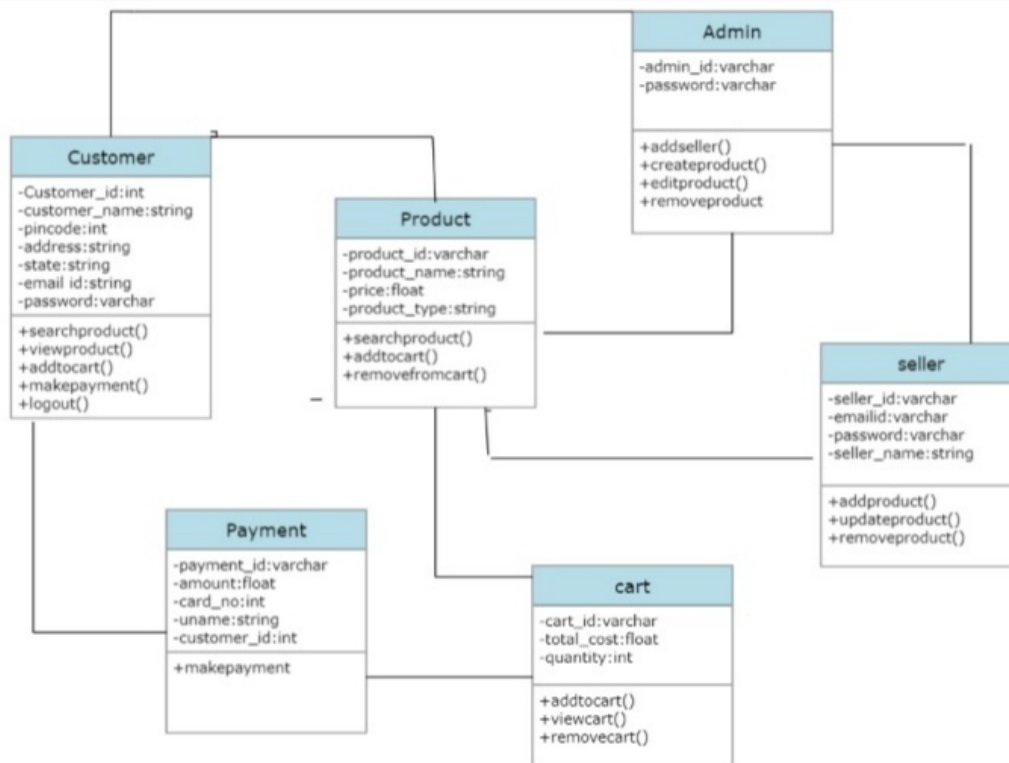 Admin
-admin_id:varchar
-password:varchar
+addseller()
+createproduct()
+editproduct()
+removeproduct
Customer
-Customer_id:int
-customer_name:string
-pincode:int
-address:string
-state:string
-email id:string
-password:varchar
+searchproduct()
+viewproduct()
+addtocart()
+makepayment()
+logout()
Product
-product_id:varchar
-product_name:string
-price:float
-product_type:string
+searchproduct()
+addtocart()
+removefromcart()
seller
-seller_id:varchar
-emailid:varchar
-password:varchar
-seller_name:string
+addproduct()
+updateproduct()
+removeproduct()
Payment
-payment_id:varchar
-amount:float
-card_no:int
-uname:string
-customer_id:int
+makepayment
cart
-cart_id:varchar
-total_cost:float
-quantity:int
+addtocart()
+viewcart()
+removecart()